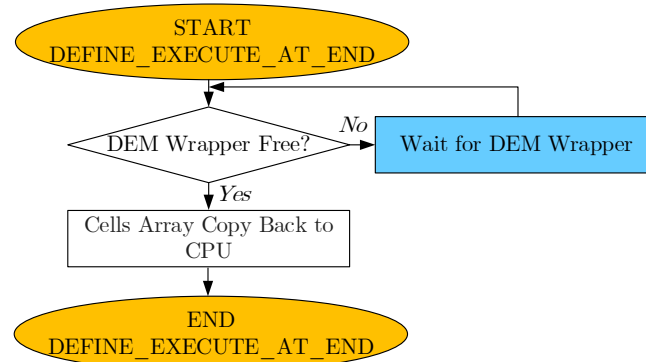 START
DEFINE_EXECUTE_AT_END
DEM Wrapper Free?
No
Wait for DEM Wrapper
Yes
Cells Array Copy Back to
CPU
END
DEFINE_EXECUTE_AT_END